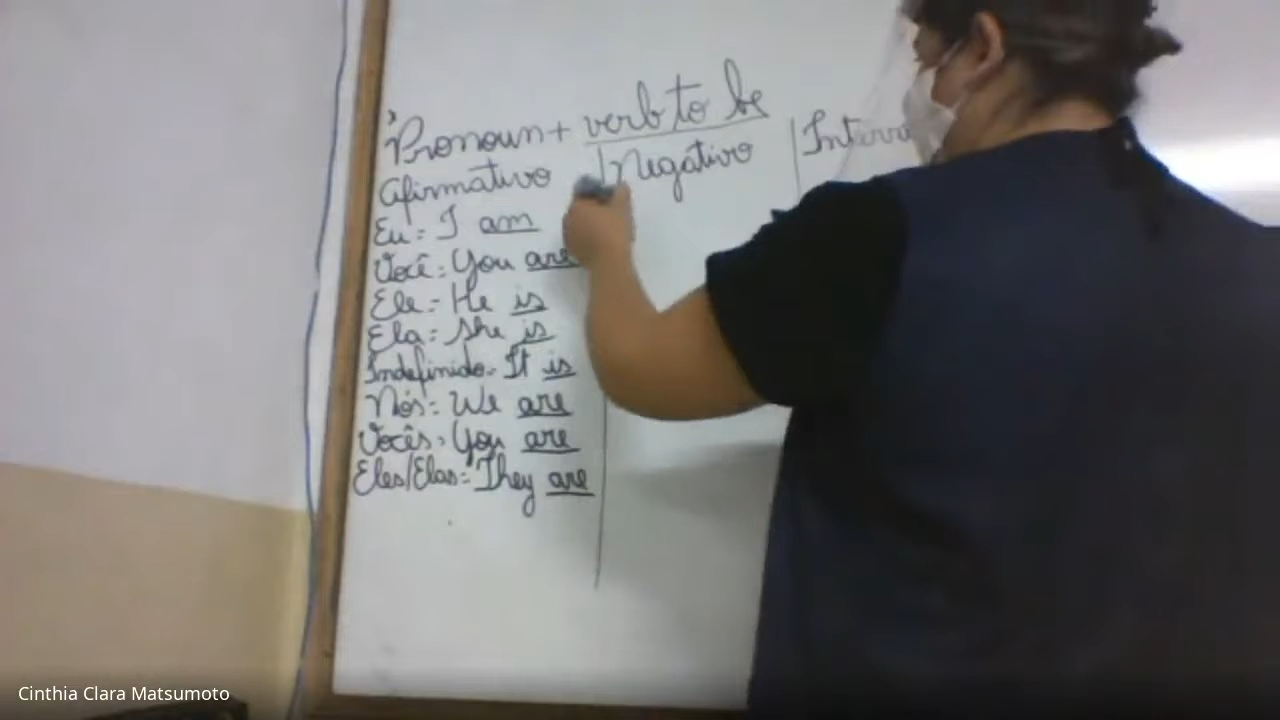 Pronoun + verb to be
Afirmativo | Negativo | Interro
Eu = I am
Você = You are
Ele = He is
Ela = She is
Indefinido = It is
Nós = We are
Vocês = You are
Eles/Elas = They are
Cinthia Clara Matsumoto